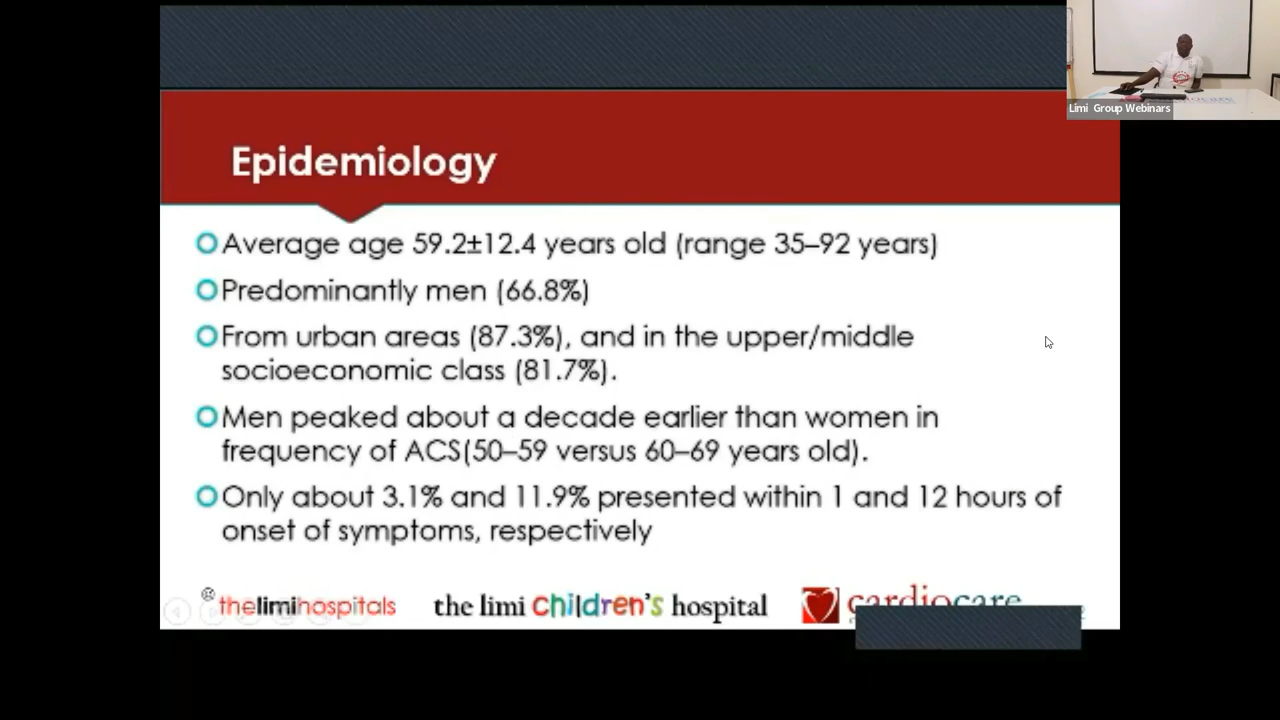 Limi Group Webinars
Epidemiology
Average age 59.2±12.4 years old (range 35–92 years)
Predominantly men (66.8%)
From urban areas (87.3%), and in the upper/middle
socioeconomic class (81.7%).
Men peaked about a decade earlier than women in
frequency of ACS(50–59 versus 60–69 years old).
Only about 3.1% and 11.9% presented within 1 and 12 hours of
onset of symptoms, respectively
thelimihospitals
the limi children's hospital
cardiocare